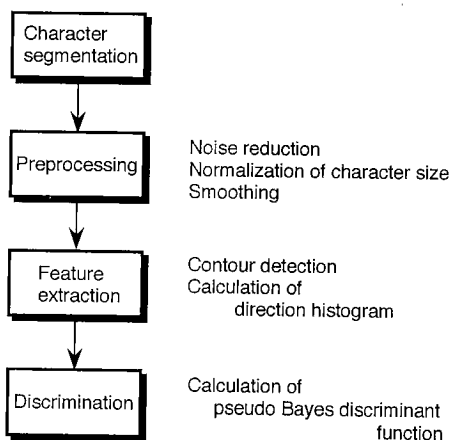 Character
segmentation
Preprocessing
Noise reduction
Normalization of character size
Smoothing
Feature
extraction
Contour detection
Calculation of
direction histogram
Discrimination
Calculation of
pseudo Bayes discriminant
function